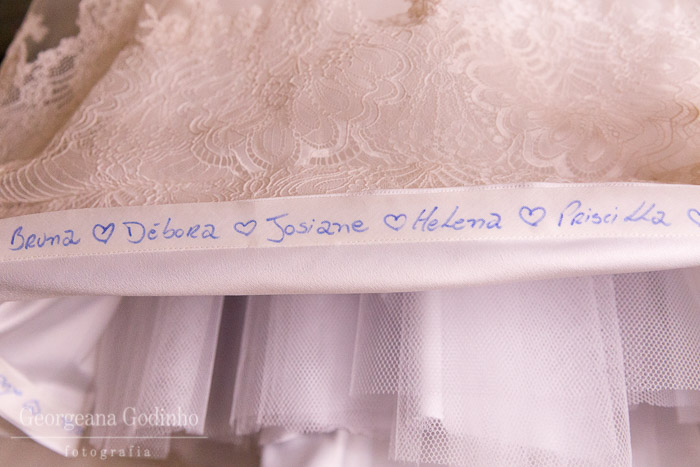 Bruna ♡ Débora ♡ Josiane ♡ Helena ♡ Priscilla ♡
Georgeana Godinho
fotografia